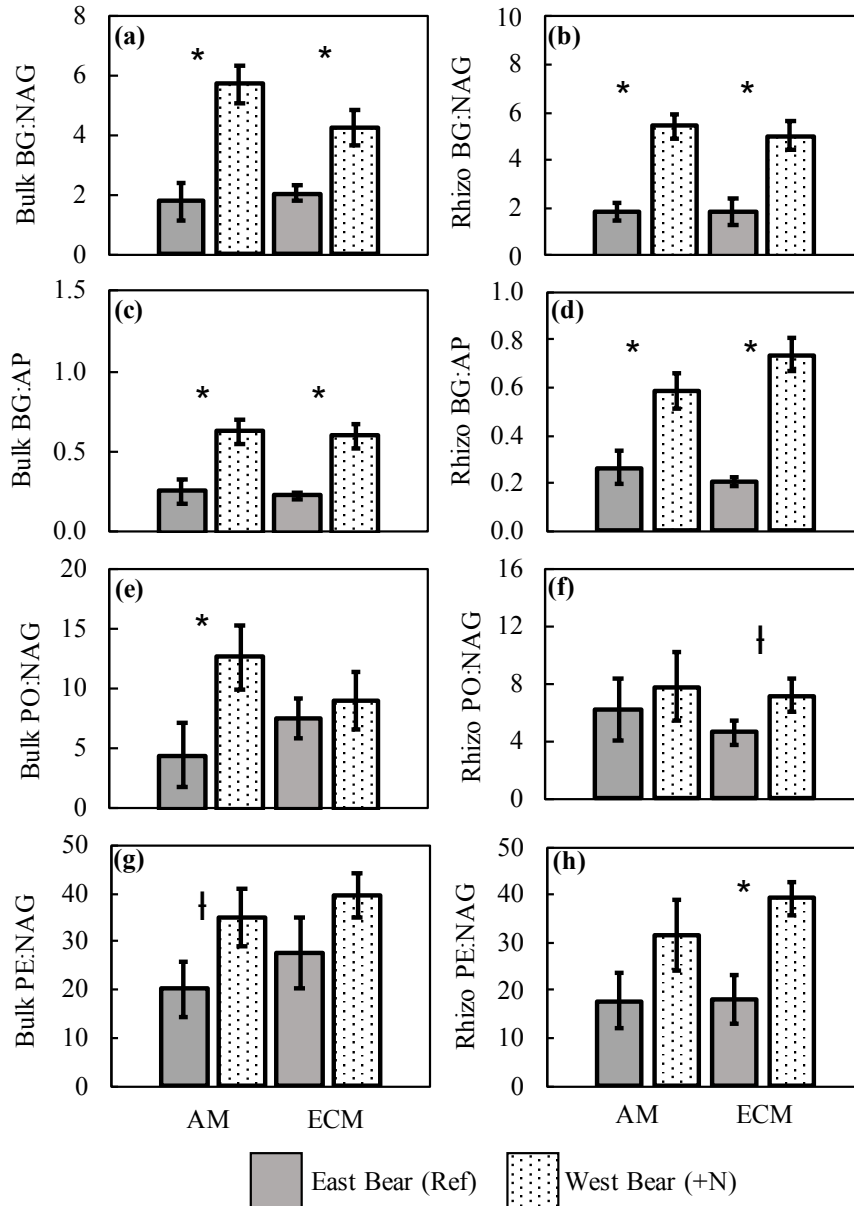 (a)
*
*
Bulk BG:NAG
8
6
4
2
0
(b)
*
*
Rhizo BG:NAG
10
8
6
4
2
0
(c)
*
*
Bulk BG:AP
1.5
1.0
0.5
0.0
(d)
*
*
Rhizo BG:AP
1.0
0.8
0.6
0.4
0.2
0.0
(e)
*
Bulk PO:NAG
20
15
10
5
0
(f)
ƚ
Rhizo PO:NAG
16
12
8
4
0
(g)
ƚ
Bulk PE:NAG
50
40
30
20
10
0
AM ECM
(h)
*
Rhizo PE:NAG
50
40
30
20
10
0
AM ECM
East Bear (Ref) West Bear (+N)